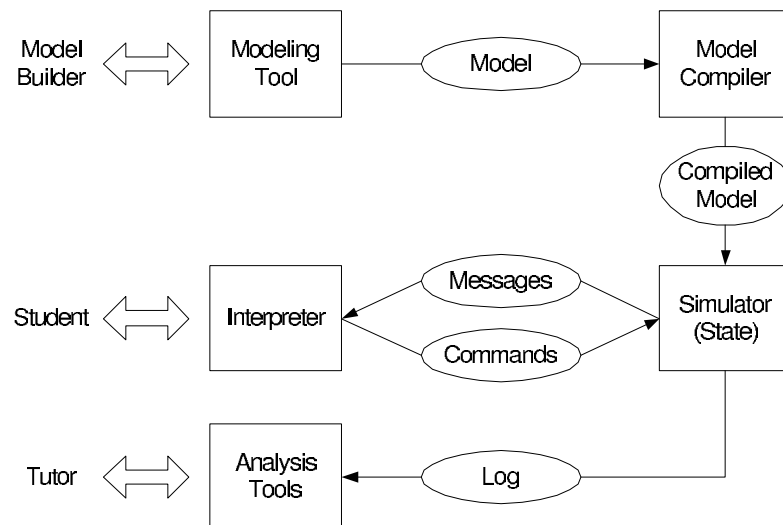 Model
Builder
Modeling
Tool
Model
Model
Compiler
Compiled
Model
Student
Interpreter
Messages
Commands
Simulator
(State)
Tutor
Analysis
Tools
Log